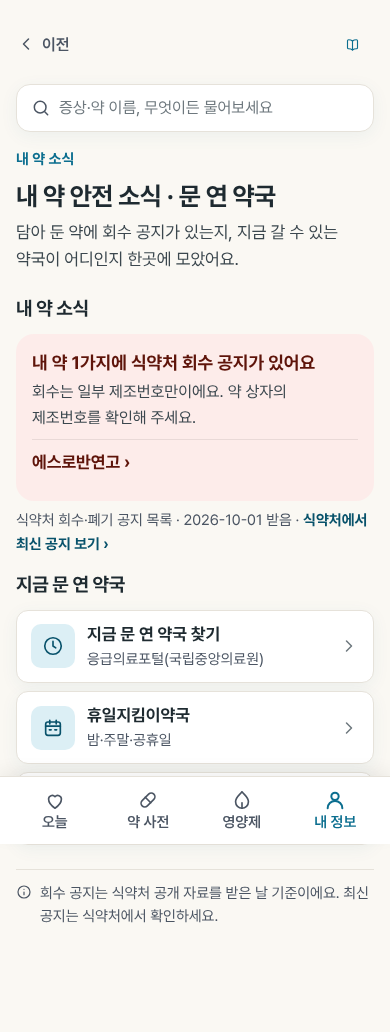 이전
증상·약 이름, 무엇이든 물어보세요
내 약 소식
내 약 안전 소식 · 문 연 약국
담아 둔 약에 회수 공지가 있는지, 지금 갈 수 있는
약국이 어디인지 한곳에 모았어요.
내 약 소식
내 약 1가지에 식약처 회수 공지가 있어요
회수는 일부 제조번호만이에요. 약 상자의
제조번호를 확인해 주세요.
에스로반연고 ›
식약처 회수·폐기 공지 목록 · 2026-10-01 받음 · 식약처에서
최신 공지 보기 ›
지금 문 연 약국
지금 문 연 약국 찾기
응급의료포털(국립중앙의료원)
휴일지킴이약국
밤·주말·공휴일
오늘
약 사전
영양제
내 정보
회수 공지는 식약처 공개 자료를 받은 날 기준이에요. 최신
공지는 식약처에서 확인하세요.